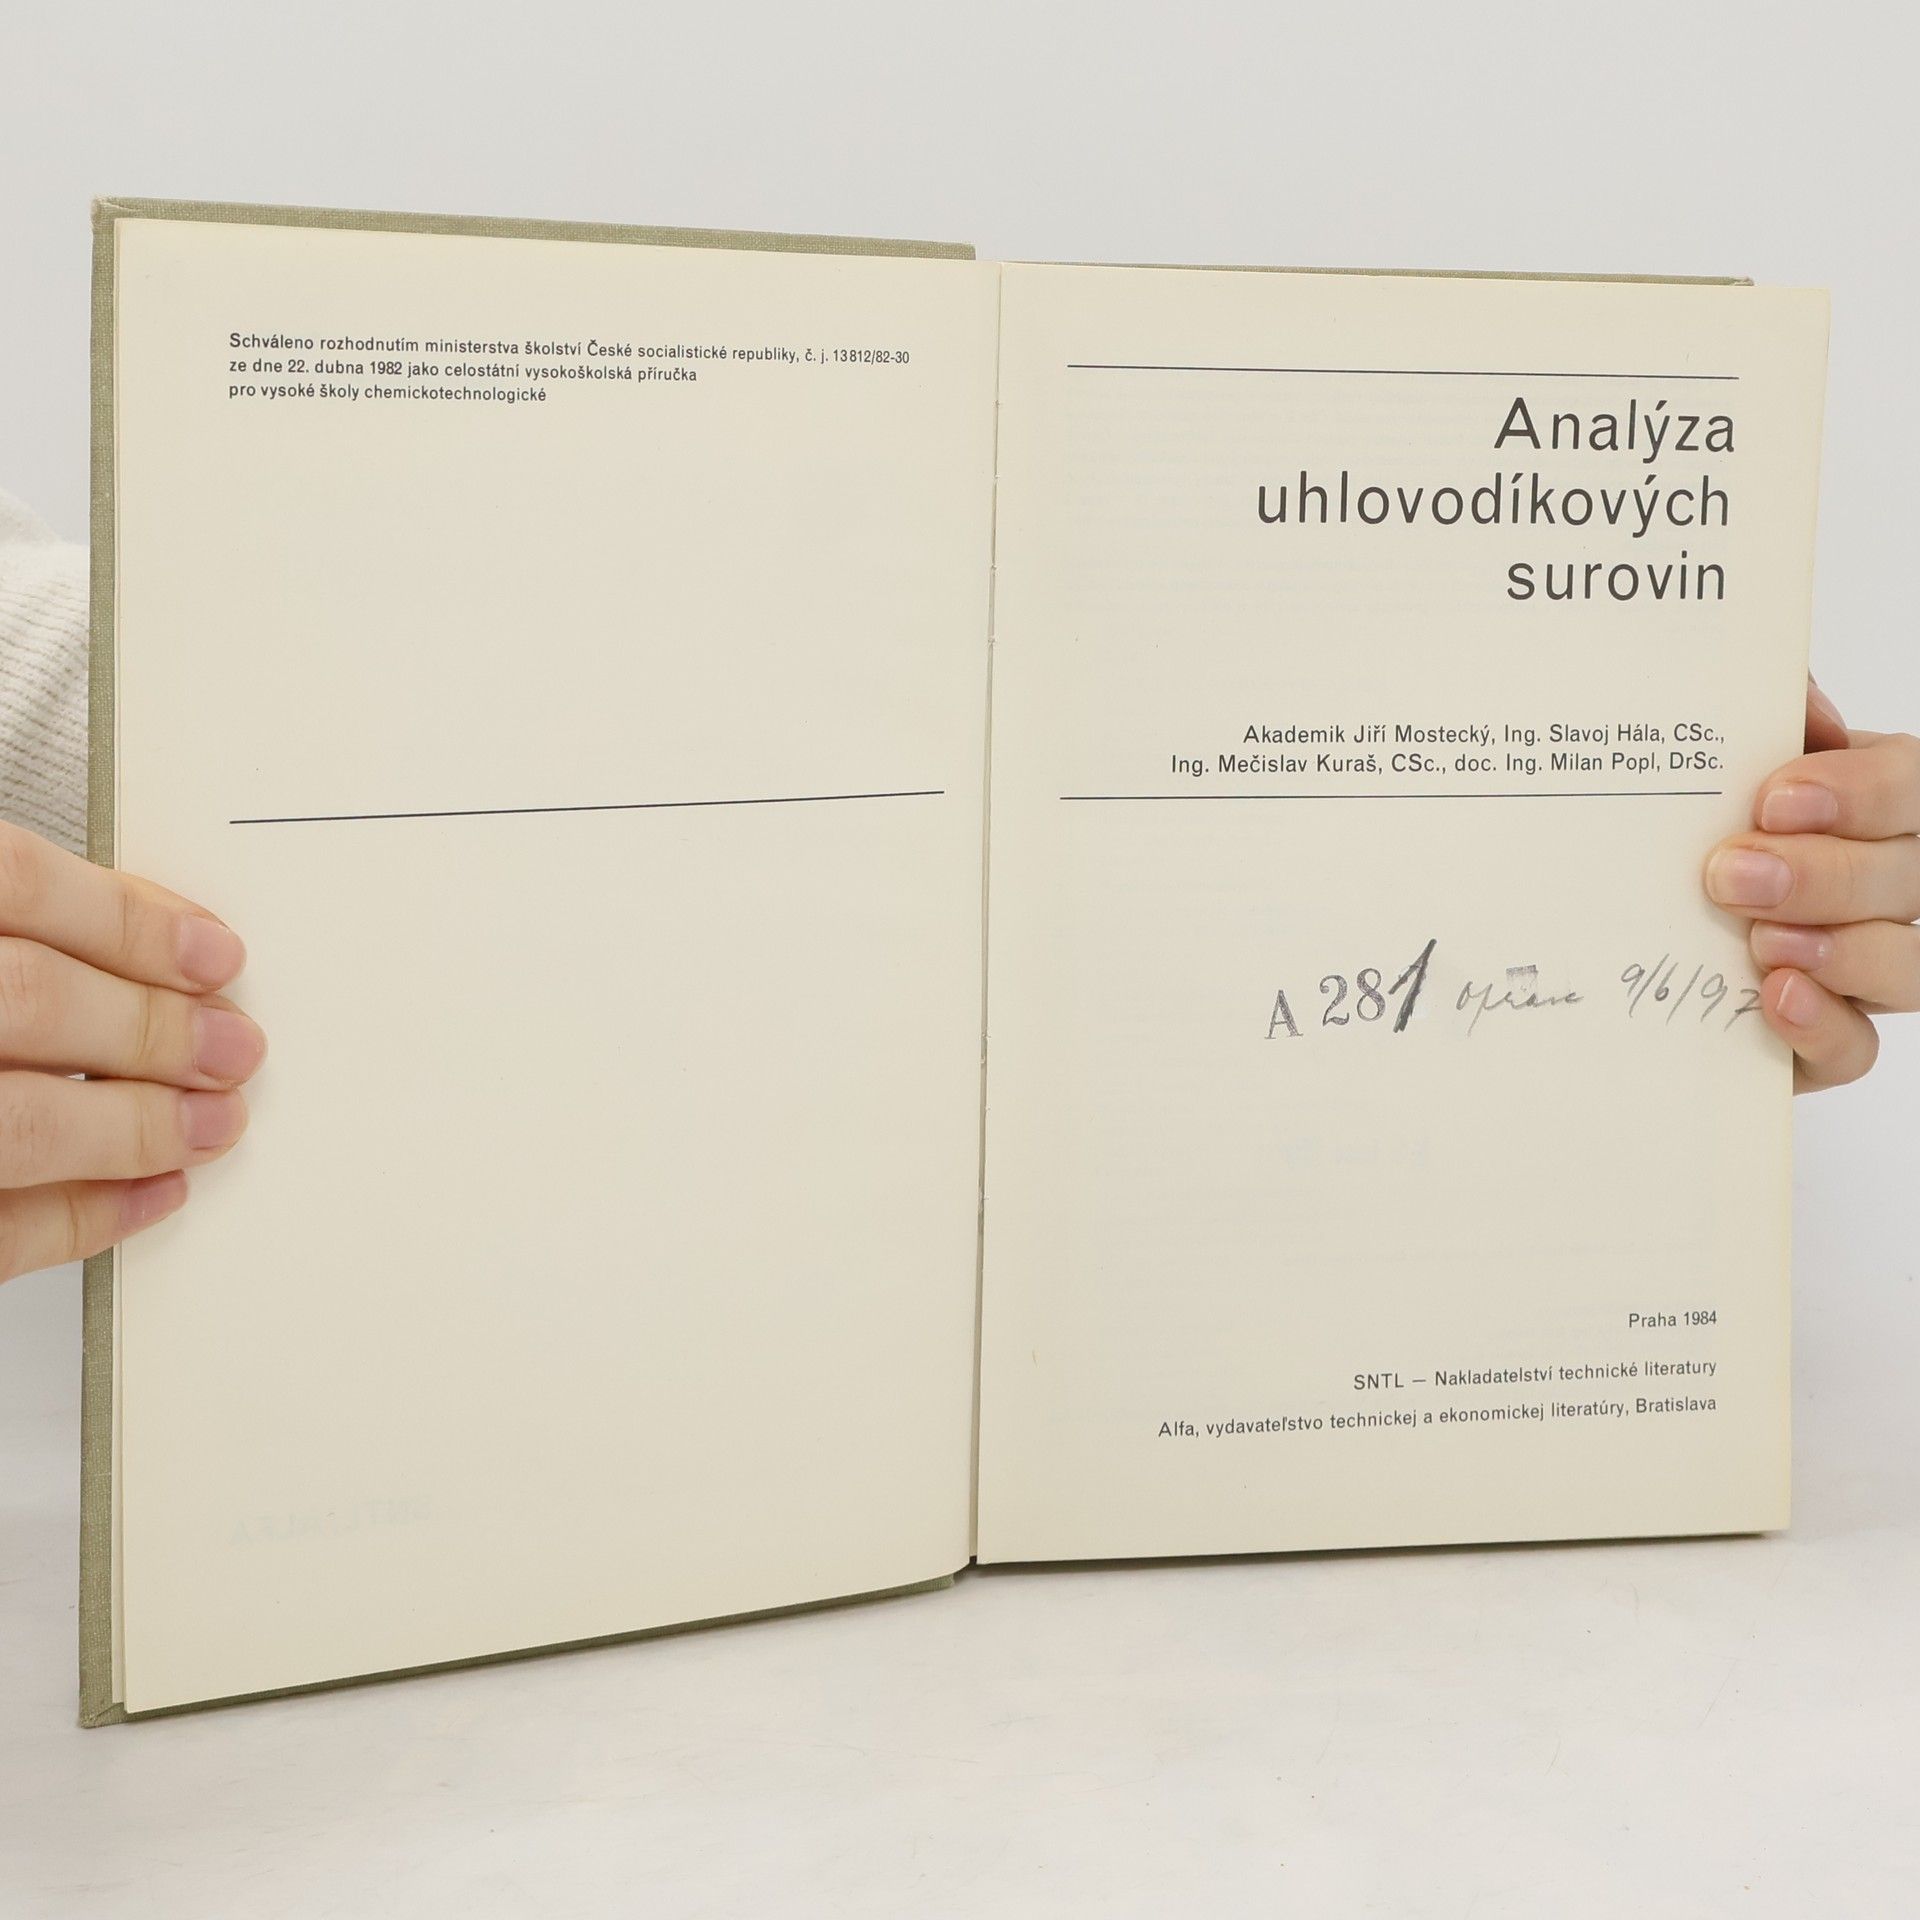 Schváleno rozhodnutím ministerstva školství České socialistické republiky, č. j. 13812/82-30
ze dne 22. dubna 1982 jako celostátní vysokoškolská příručka
pro vysoké školy chemickotechnologické
Analýza
uhlovodíkových
surovin
Akademik Jiří Mostecký, Ing. Slavoj Hála, CSc.,
Ing. Mečislav Kuraš, CSc., doc. Ing. Milan Popl, DrSc.
A 281 9/6/97
Praha 1984
SNTL — Nakladatelství technické literatury
Alfa, vydavateľstvo technickej a ekonomickej literatúry, Bratislava